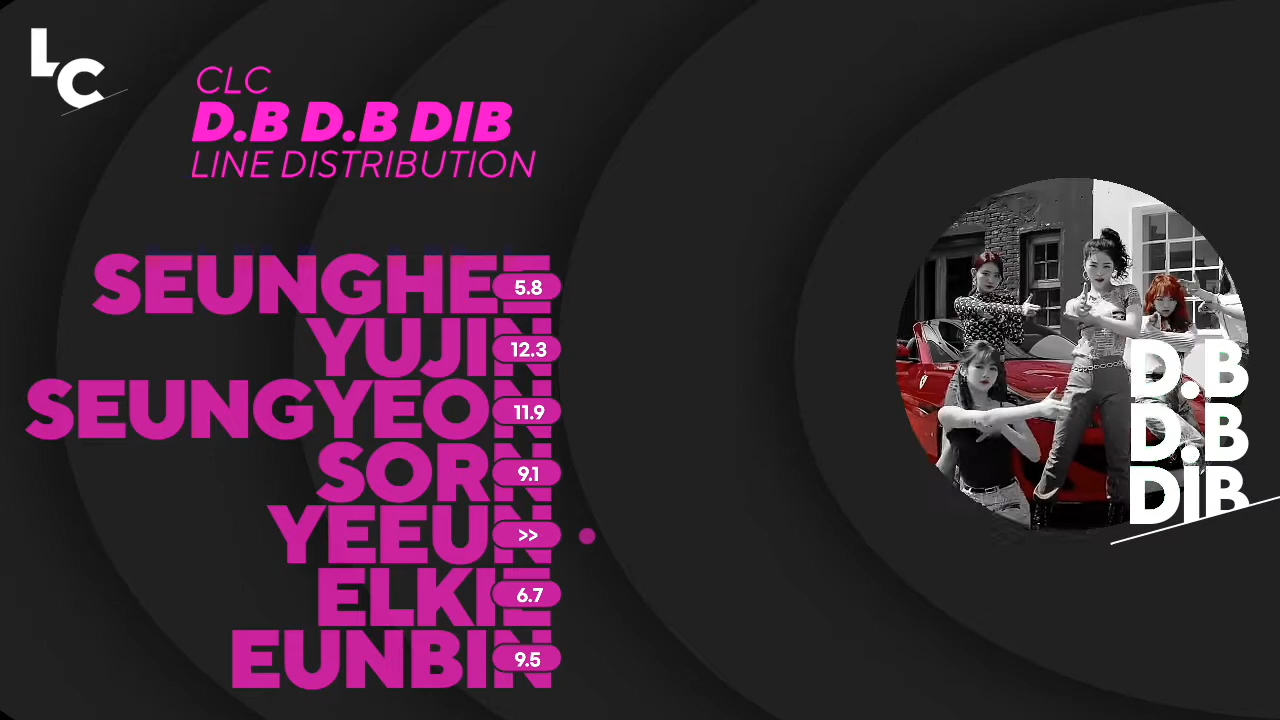 LC
CLC
D.B D.B DIB
LINE DISTRIBUTION
SEUNGHEE 5.8
YUJIN 12.3
SEUNGYEON 11.9
SORN 9.1
YEEUN >>
ELKIE 6.7
EUNBIN 9.5
D.B
D.B
DIB